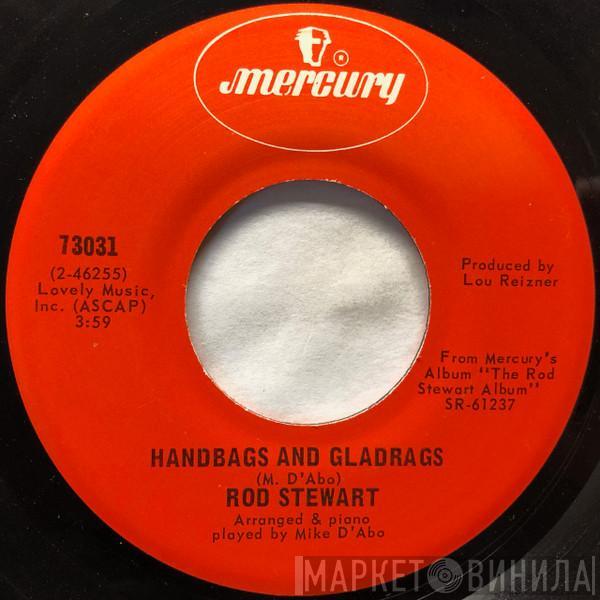 mercury
®
73031
(2-46255)
Lovely Music,
Inc. (ASCAP)
3:59
Produced by
Lou Reizner
From Mercury's
Album "The Rod
Stewart Album"
SR-61237
HANDBAGS AND GLADRAGS
(M. D'Abo)
ROD STEWART
Arranged & piano
played by Mike D'Abo
МАРКЕТ ВИНИЛА